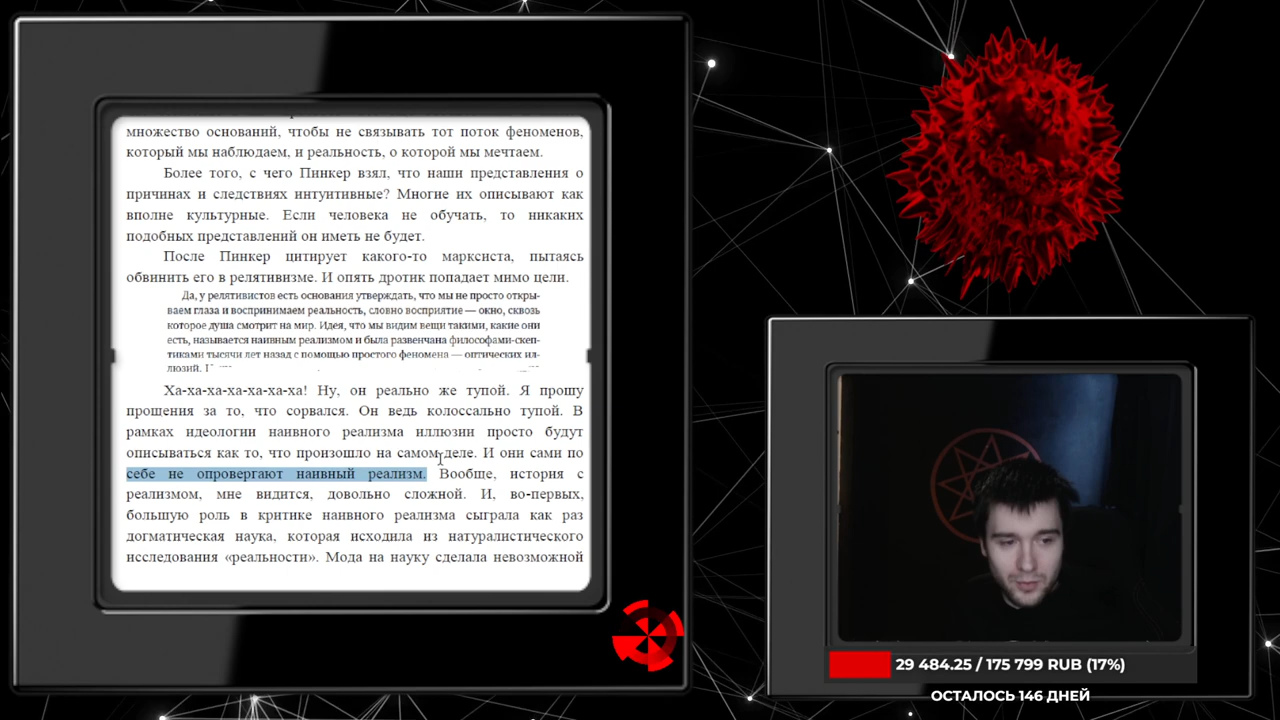 множество оснований, чтобы не связывать тот поток феноменов,
который мы наблюдаем, и реальность, о которой мы мечтаем.
Более того, с чего Пинкер взял, что наши представления о
причинах и следствиях интуитивные? Многие их описывают как
вполне культурные. Если человека не обучать, то никаких
подобных представлений он иметь не будет.
После Пинкер цитирует какого-то марксиста, пытаясь
обвинить его в релятивизме. И опять дротик попадает мимо цели.
Да, у релятивистов есть основания утверждать, что мы не просто откры-
ваем глаза и воспринимаем реальность, словно восприятие — окно, сквозь
которое душа смотрит на мир. Идея, что мы видим вещи такими, какие они
есть, называется наивным реализмом и была развенчана философами-скеп-
тиками тысячи лет назад с помощью простого феномена — оптических ил-
люзий.
Ха-ха-ха-ха-ха-ха-ха! Ну, он реально же тупой. Я прошу
прошения за то, что сорвался. Он ведь колоссально тупой. В
рамках идеологии наивного реализма иллюзии просто будут
описываться как то, что произошло на самом деле. И они сами по
себе не опровергают наивный реализм. Вообще, история с
реализмом, мне видится, довольно сложной. И, во-первых,
большую роль в критике наивного реализма сыграла как раз
догматическая наука, которая исходила из натуралистического
исследования «реальности». Мода на науку сделала невозможной
29 484.25 / 175 799 RUB (17%)
ОСТАЛОСЬ 146 ДНЕЙ